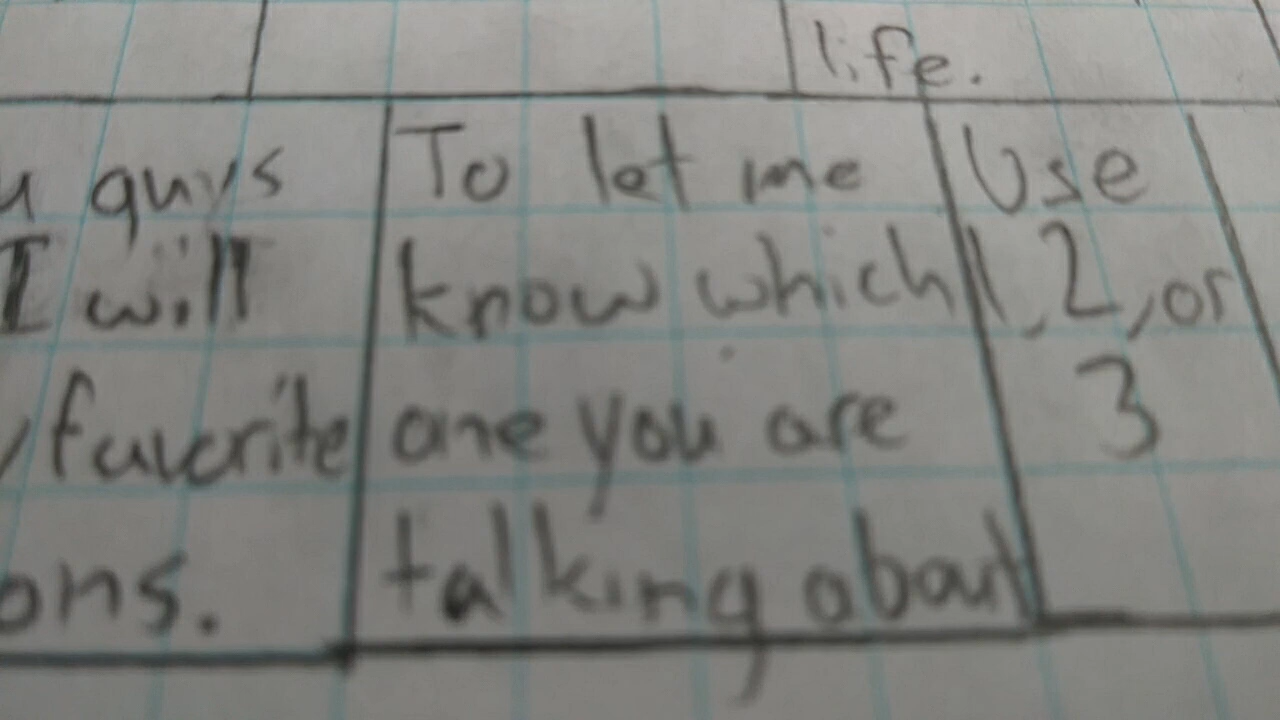 life.
guys
I will
favorite
ons.
To let me
know which
one you are
talking about
Use
1, 2, or
3